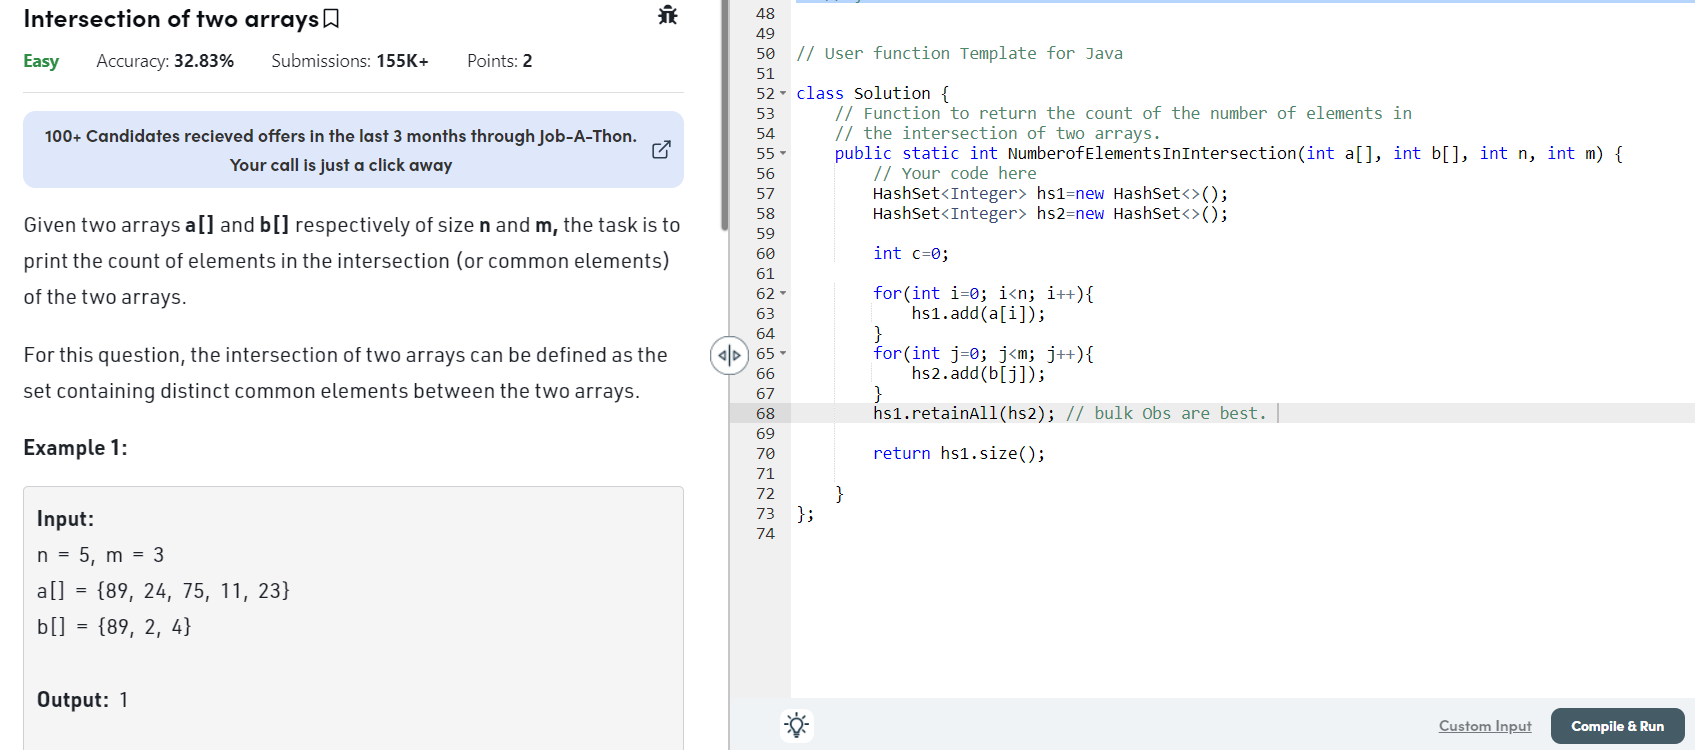 Intersection of two arrays
Easy Accuracy: 32.83% Submissions: 155K+ Points: 2
100+ Candidates recieved offers in the last 3 months through Job-A-Thon.
Your call is just a click away
Given two arrays a[] and b[] respectively of size n and m, the task is to
print the count of elements in the intersection (or common elements)
of the two arrays.
For this question, the intersection of two arrays can be defined as the
set containing distinct common elements between the two arrays.
Example 1:
Input:
n = 5, m = 3
a[] = {89, 24, 75, 11, 23}
b[] = {89, 2, 4}
Output: 1
48
49
50 // User function Template for Java
51
52 class Solution {
53 // Function to return the count of the number of elements in
54 // the intersection of two arrays.
55 public static int NumberofElementsInIntersection(int a[], int b[], int n, int m) {
56 // Your code here
57 HashSet<Integer> hs1=new HashSet<>();
58 HashSet<Integer> hs2=new HashSet<>();
59
60 int c=0;
61
62 for(int i=0; i<n; i++){
63 hs1.add(a[i]);
64 }
65 for(int j=0; j<m; j++){
66 hs2.add(b[j]);
67 }
68 hs1.retainAll(hs2); // bulk Obs are best.
69
70 return hs1.size();
71
72 }
73 };
74
Custom Input Compile & Run